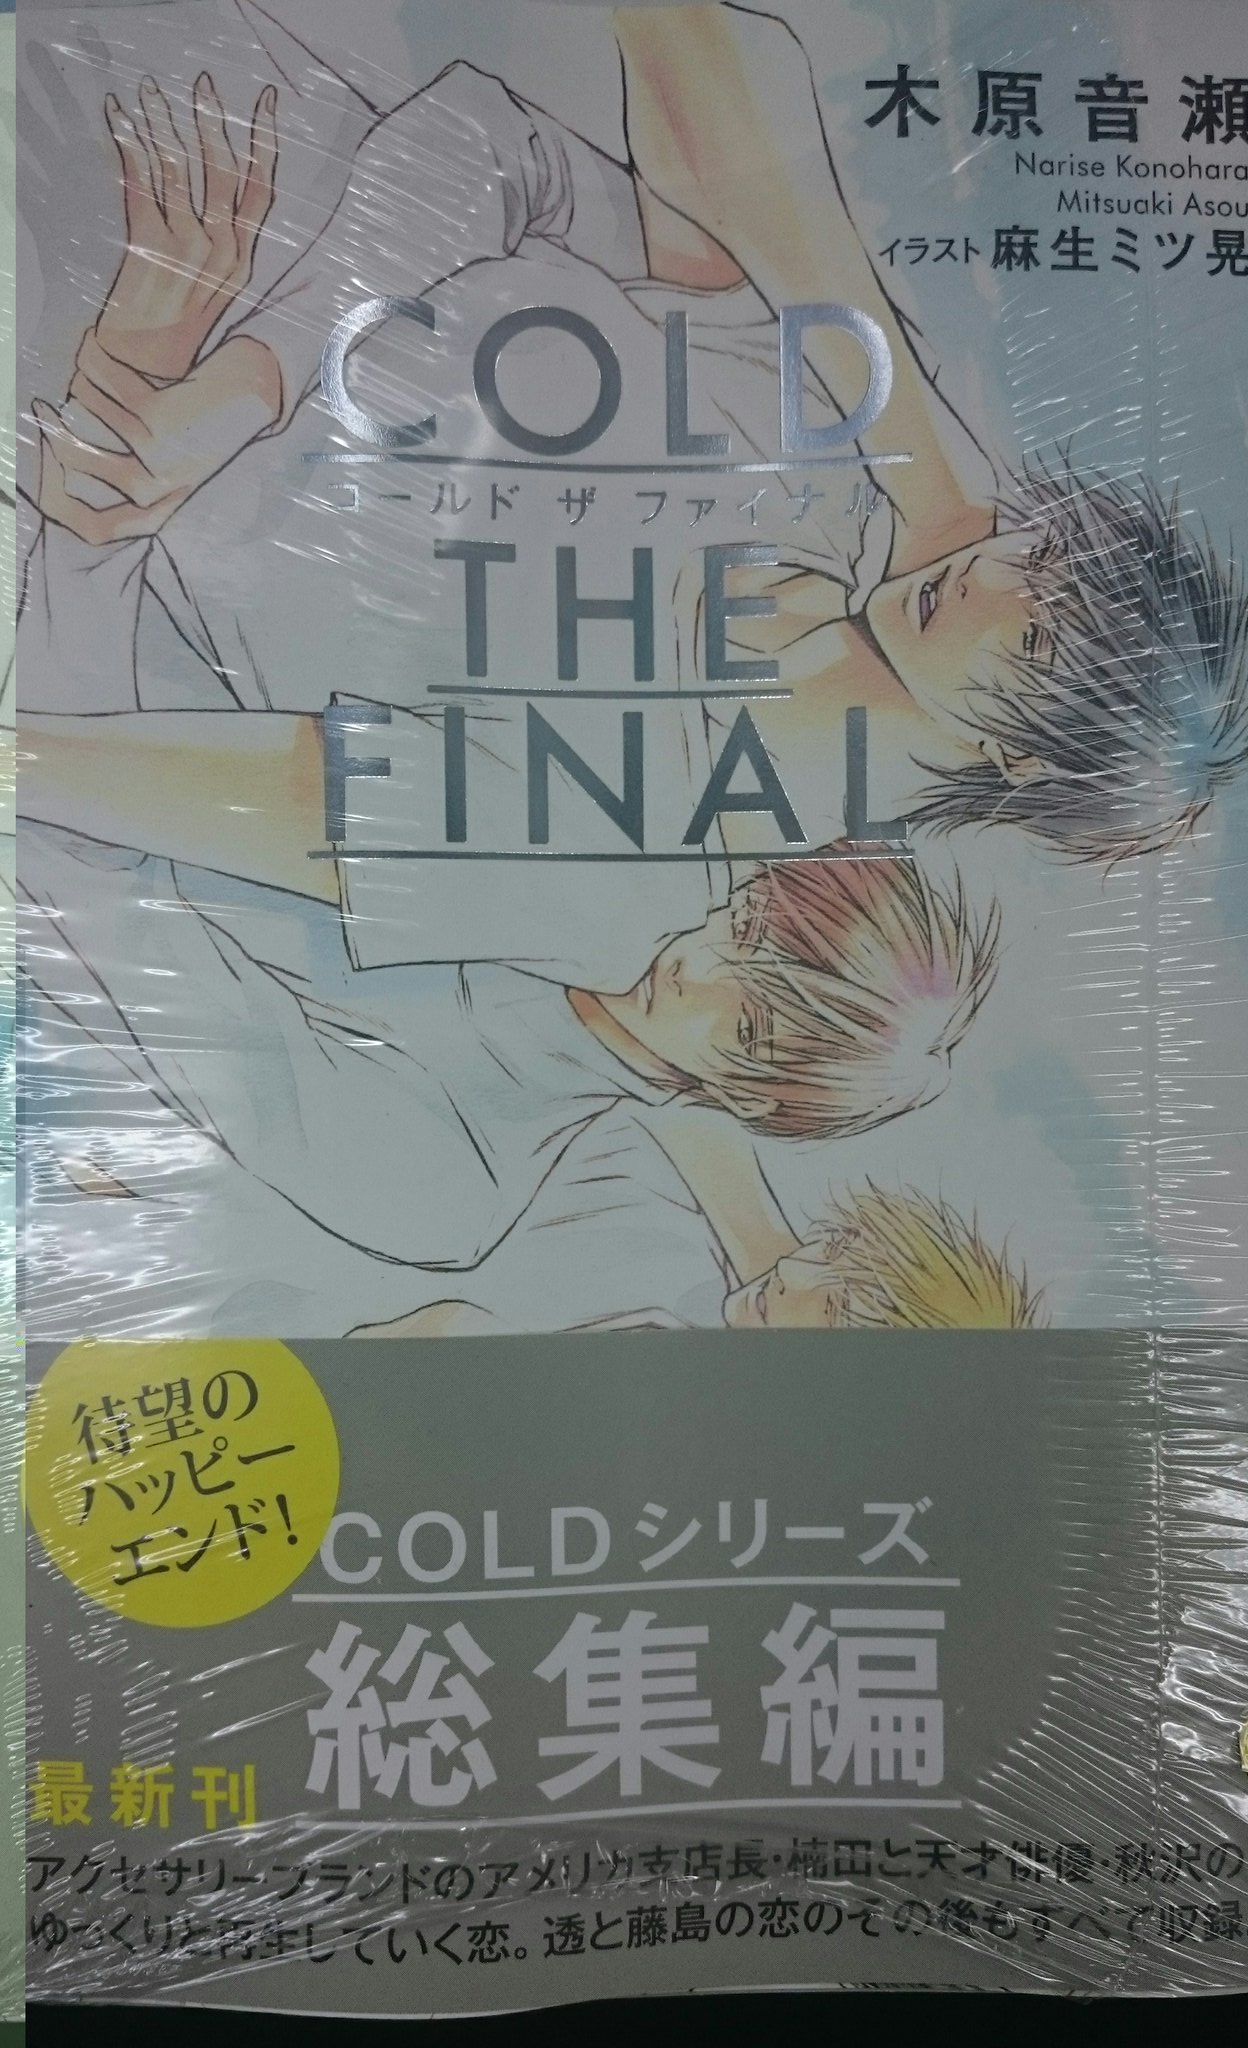 木原音瀬
Narise Konohara
Mitsuaki Asou
イラスト 麻生ミツ晃
COLD
コールド ザ ファイナル
THE
FINAL
待望の
ハッピー
エンド!
COLDシリーズ
総集編
最新刊
アクセサリーブランドのアメリカ支店長・楠田と天才俳優・秋沢の
ゆっくりと再生していく恋。透と藤島の恋のその後もすべて収録